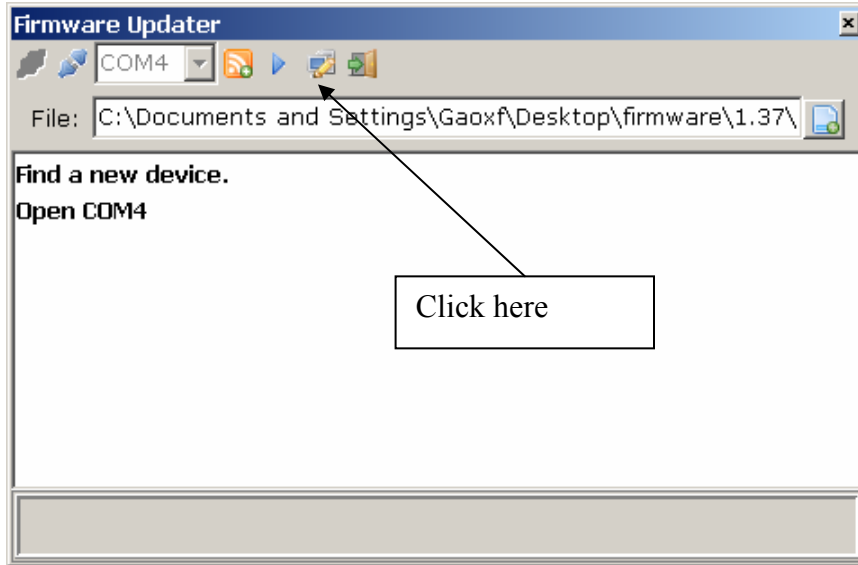 Firmware Updater
COM4
File: C:\Documents and Settings\Gaoxf\Desktop\firmware\1.37\
Find a new device.
Open COM4
Click here